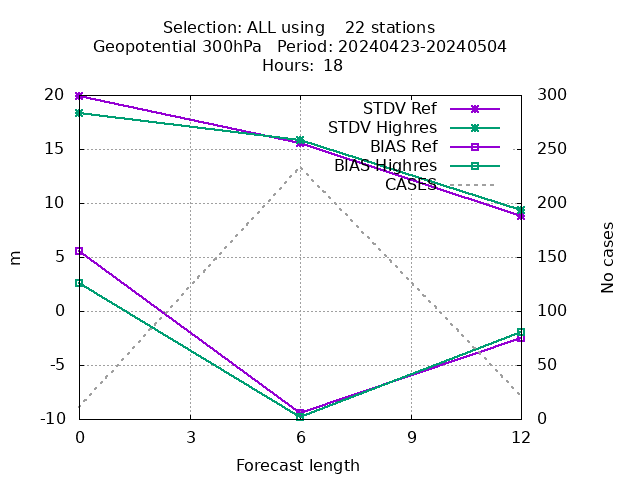 Selection: ALL using    22 stations
Geopotential 300hPa   Period: 20240423-20240504
Hours: 18
STDV Ref
STDV Highres
BIAS Ref
BIAS Highres
CASES
20
15
10
5
0
-5
-10
m
300
250
200
150
100
50
0
No cases
0 3 6 9 12
Forecast length